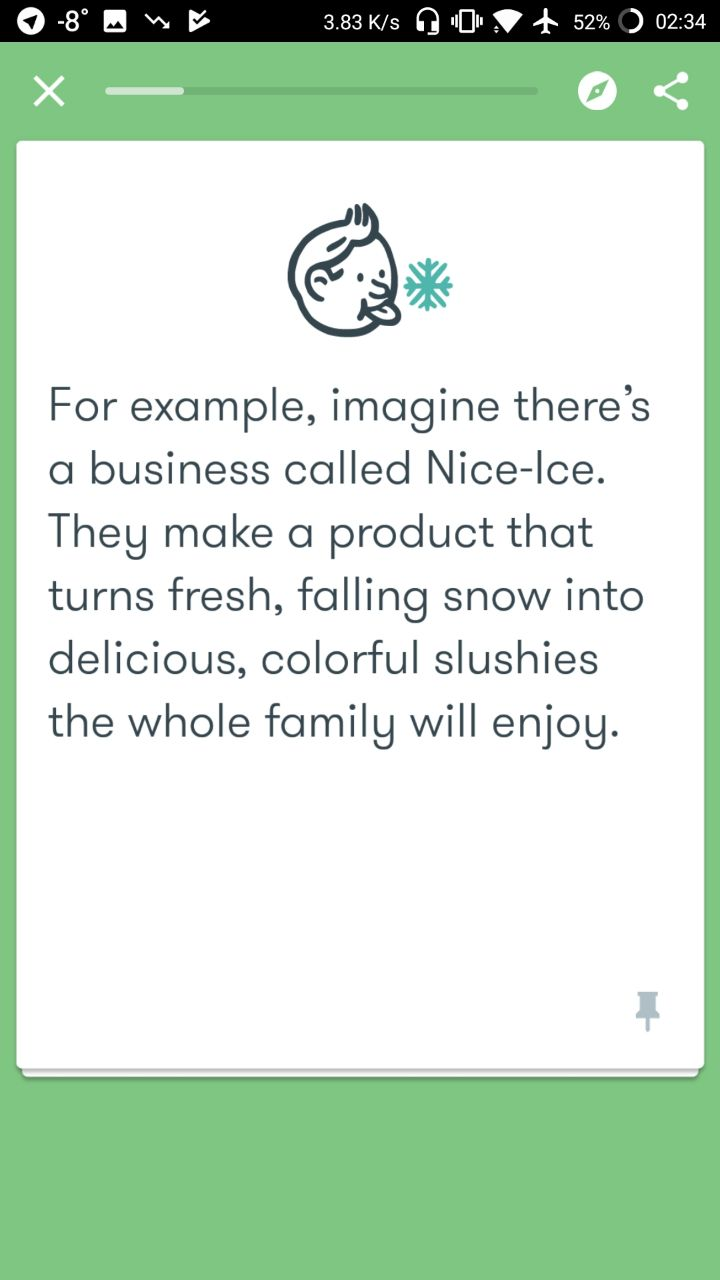 -8° 3.83 K/s 52% 02:34
For example, imagine there's
a business called Nice-Ice.
They make a product that
turns fresh, falling snow into
delicious, colorful slushies
the whole family will enjoy.